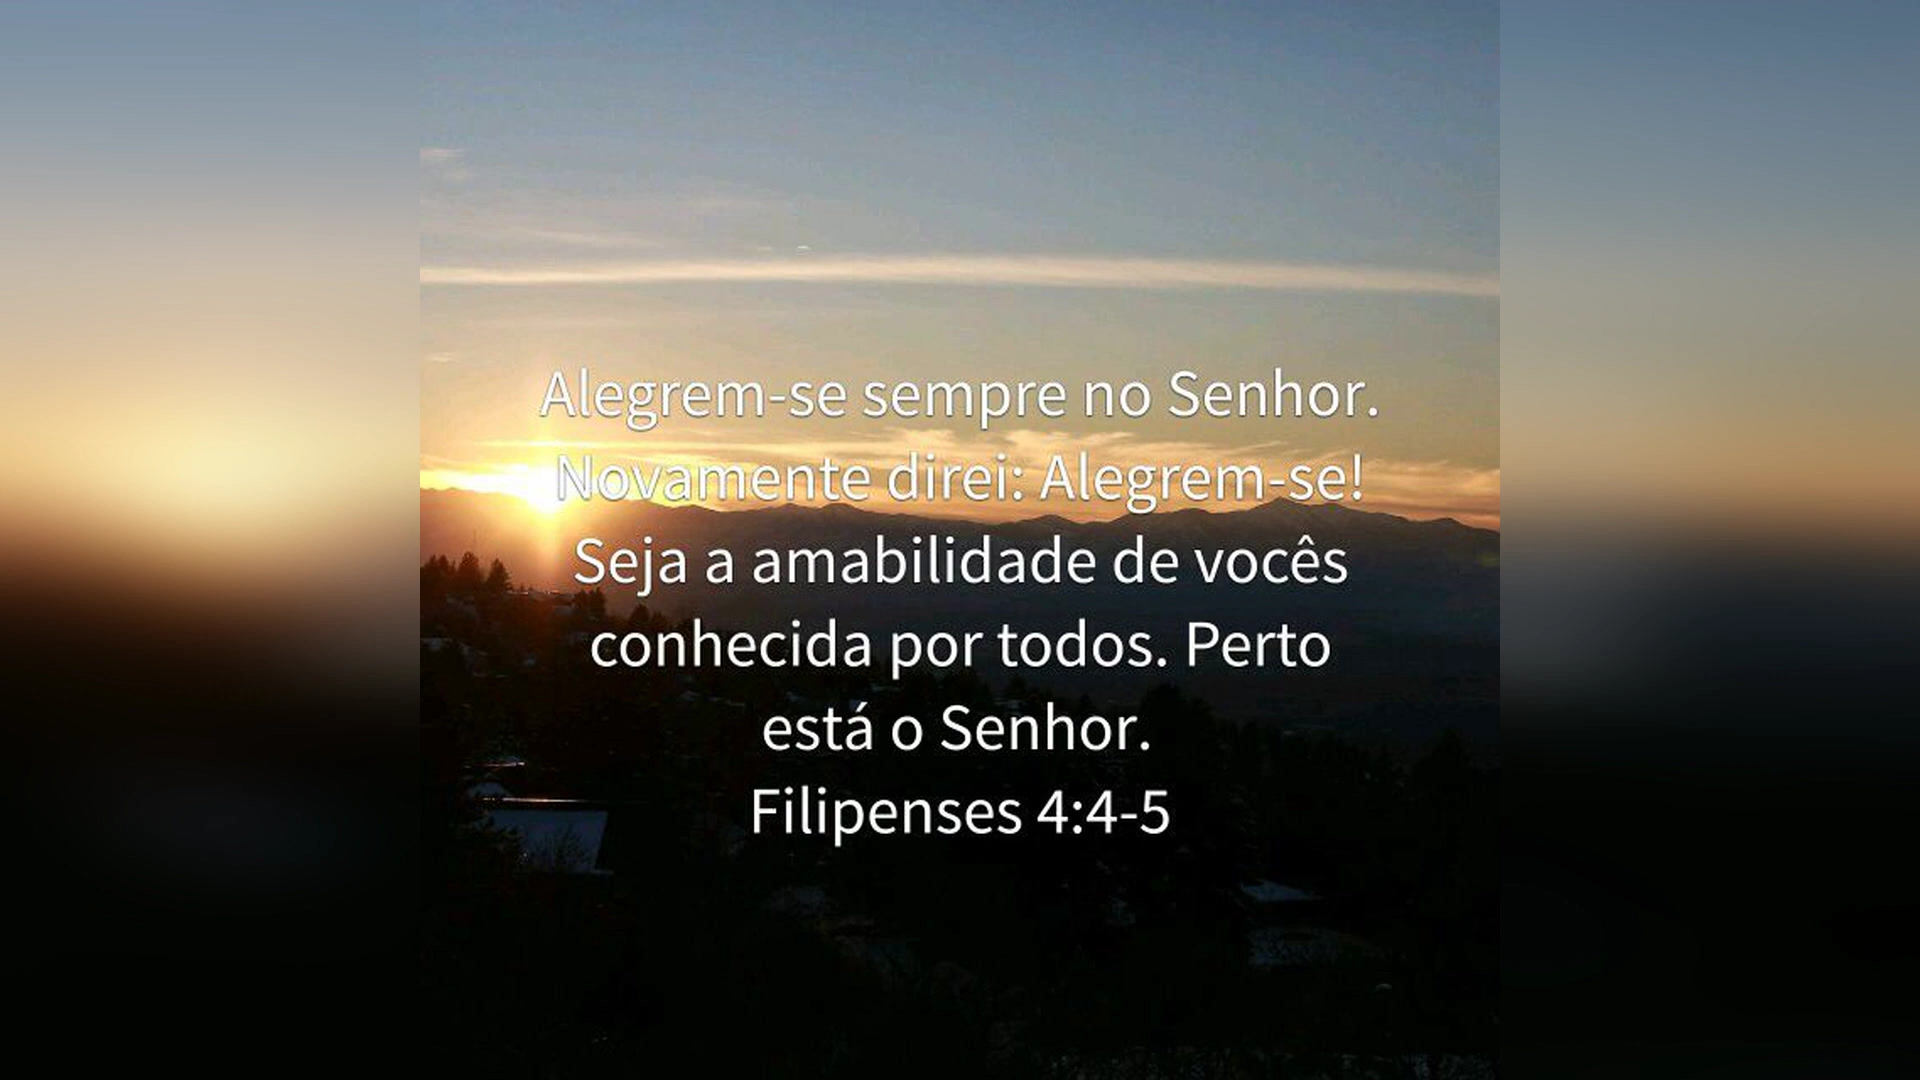 Alegrem-se sempre no Senhor.
Novamente direi: Alegrem-se!
Seja a amabilidade de vocês
conhecida por todos. Perto
está o Senhor.
Filipenses 4:4-5